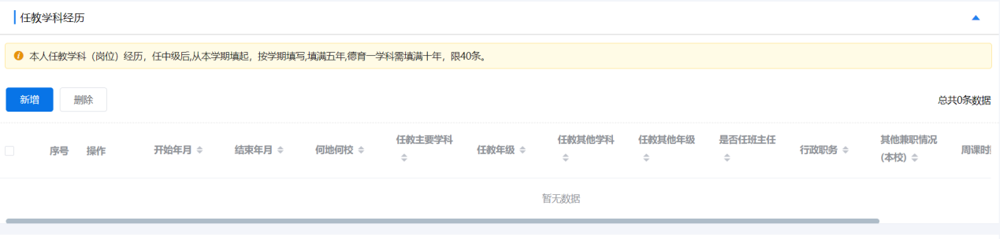 任教学科经历
本人任教学科（岗位）经历，任中级后,从本学期填起，按学期填写,填满五年,德育一学科需填满十年，限40条。
新增 删除 总共0条数据
序号 操作 开始年月 结束年月 何地何校 任教主要学科 任教年级 任教其他学科 任教其他年级 是否任班主任 行政职务 其他兼职情况 周课时
(本校)
暂无数据